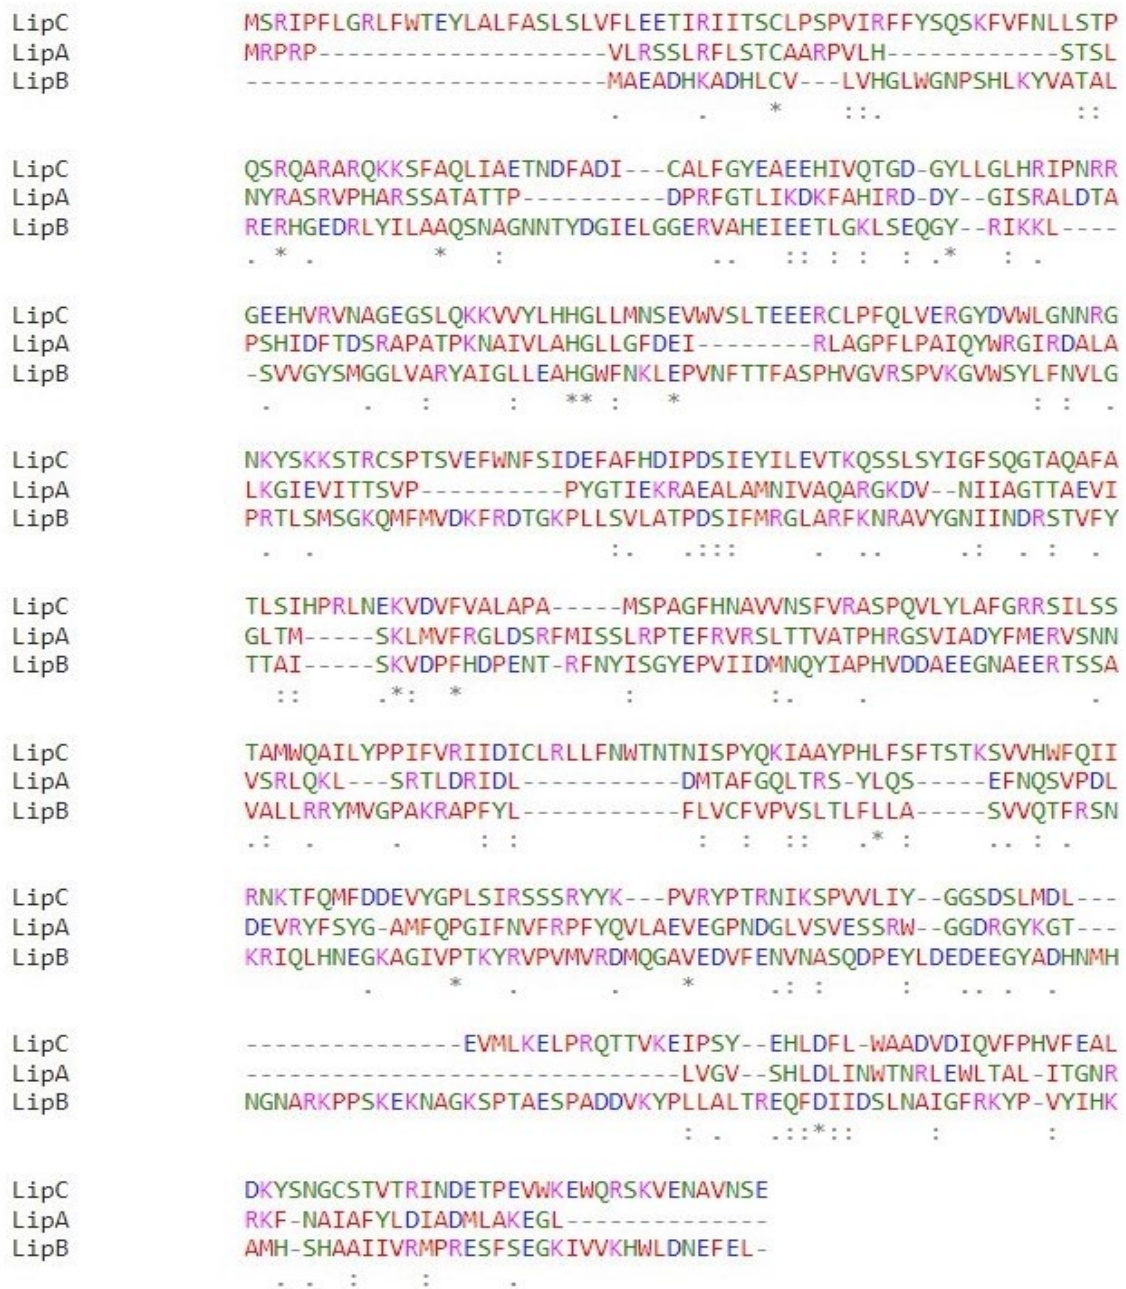 LipC MSRIPFLGRLFWTEYLALFASLSLVFLEETIRIITSCLPSPVIRFFYSQSKFVFNLLSTP
LipA MRPRP--------------------VLRSSLRFLSTCAARPVLH------------STSL
LipB -------------------------MAEADHKADHLCV---LVHGLWGNPSHLKYVATAL
. . * ::. ::
LipC QSRQARARQKKSFAQLIAETNDFADI---CALFGYEAEEHIVQTGD-GYLLGLHRIPNRR
LipA NYRASRVPHARSSATATTP----------DPRFGTLIKDKFAHIRD-DY--GISRALDTA
LipB RERHGEDRLYILAAQSNAGNNTYDGIELGGERVAHEIEETLGKLSEQGY--RIKKL----
. * . * : .. :: : : : .* : .
LipC GEEHVRVNAGEGSLQKKVVYLHHGLLMNSEVWVSLTEEERCLPFQLVERGYDVWLGNNRG
LipA PSHIDFTDSRAPATPKNAIVLAHGLLGFDEI--------RLAGPFLPAIQYWRGIRDALA
LipB -SVVGYSMGGLVARYAIGLLEAHGWFNKLEPVNFTTFASPHVGVRSPVKGVWSYLFNVLG
. . : : ** : * : : .
LipC NKYSKKSTRCSPTSVEFWNFSIDEFAFHDIPDSIEYILEVTKQSSLSYIGFSQGTAQAFA
LipA LKGIEVITTSVP----------PYGTIEKRAEALAMNIVAQARGKDV--NIIAGTTAEVI
LipB PRTLSMSGKQMFMVDKFRDTGKPLLSVLATPDSIFMRGLARFKNRAVYGNIINDRSTVFY
. . :. .::: . .. .: . : .
LipC TLSIHPRLNEKVDVFVALAPA-----MSPAGFHNAVVNSFVRASPQVLYLAFGRRSILSS
LipA GLTM-----SKLMVFRGLDSRFMISSLRPTEFRVRSLTTVATPHRGSVIADYFMERVSNN
LipB TTAI-----SKVDPFHDPENT-RFNYISGYEPVIIDMNQYIAPHVDDAEEGNAEERTSSA
:: .*: * : :. . .
LipC TAMWQAILYPPIFVRIIDICLRLLFNWTNTNISPYQKIAAYPHLFSFTSTKSVVHWFQII
LipA VSRLQKL---SRTLDRIDL-----------DMTAFGQLTRS-YLQS-----EFNQSVPDL
LipB VALLRRYMVGPAKRAPFYL-----------FLVCFVPVSLTLFLLA-----SVVQTFRSN
.: . . : : : : :: .* : .. : .
LipC RNKTFQMFDDEVYGPLSIRSSSRYYK---PVRYPTRNIKSPVVLIY--GGSDSLMDL---
LipA DEVRYFSYG-AMFQPGIFNVFRPFYQVLAEVEGPNDGLVSVESSRW--GGDRGYKGT---
LipB KRIQLHNEGKAGIVPTKYRVPVMVRDMQGAVEDVFENVNASQDPEYLDEDEEGYADHNMH
. * . . * .: : : .. . .
LipC ---------------EVMLKELPRQTTVKEIPSY--EHLDFL-WAADVDIQVFPHVFEAL
LipA ------------------------------LVGV--SHLDLINWTNRLEWLTAL-ITGNR
LipB NGNARKPPSKEKNAGKSPTAESPADDVKYPLLALTREQFDIIDSLNAIGFRKYP-VYIHK
: . .::*:: : :
LipC DKYSNGCSTVTRINDETPEVWKEWQRSKVENAVNSE
LipA RKF-NAIAFYLDIADMLAKEGL--------------
LipB AMH-SHAAIIVRMPRESFSEGKIVVKHWLDNEFEL-
. . : : .